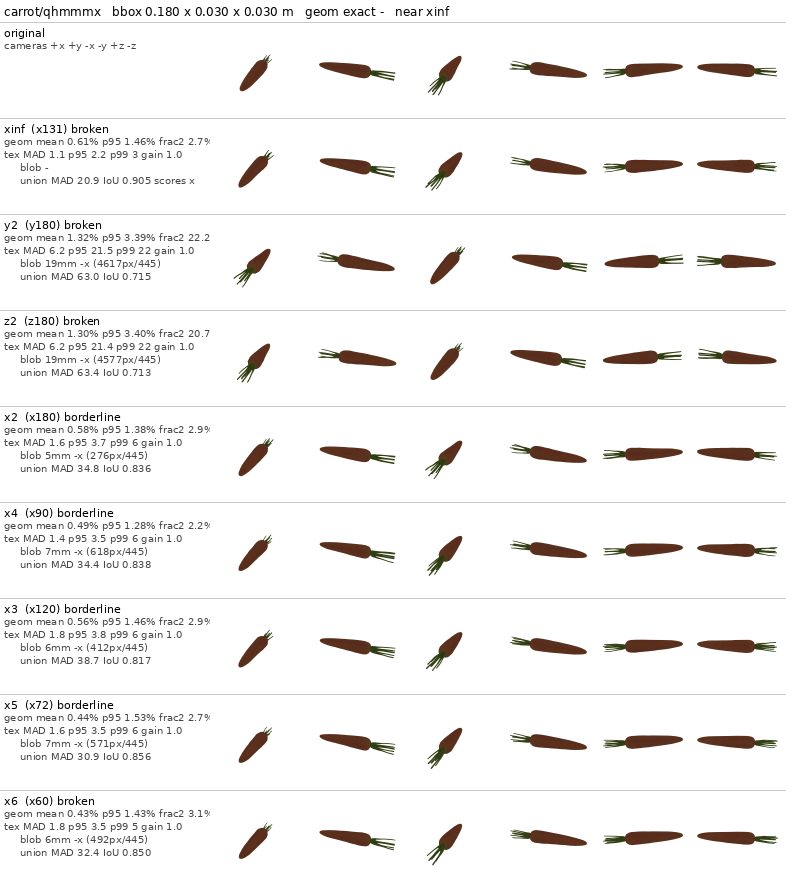 carrot/qhmmmx   bbox 0.180 x 0.030 x 0.030 m   geom exact -   near xinf
original
cameras +x +y -x -y +z -z
xinf  (x131) broken
geom mean 0.61% p95 1.46% frac2 2.7%
tex MAD 1.1 p95 2.2 p99 3 gain 1.0
blob -
union MAD 20.9 IoU 0.905 scores x
y2  (y180) broken
geom mean 1.32% p95 3.39% frac2 22.2
tex MAD 6.2 p95 21.5 p99 22 gain 1.0
blob 19mm -x (4617px/445)
union MAD 63.0 IoU 0.715
z2  (z180) broken
geom mean 1.30% p95 3.40% frac2 20.7
tex MAD 6.2 p95 21.4 p99 22 gain 1.0
blob 19mm -x (4577px/445)
union MAD 63.4 IoU 0.713
x2  (x180) borderline
geom mean 0.58% p95 1.38% frac2 2.9%
tex MAD 1.6 p95 3.7 p99 6 gain 1.0
blob 5mm -x (276px/445)
union MAD 34.8 IoU 0.836
x4  (x90) borderline
geom mean 0.49% p95 1.28% frac2 2.2%
tex MAD 1.4 p95 3.5 p99 6 gain 1.0
blob 7mm -x (618px/445)
union MAD 34.4 IoU 0.838
x3  (x120) borderline
geom mean 0.56% p95 1.46% frac2 2.9%
tex MAD 1.8 p95 3.8 p99 6 gain 1.0
blob 6mm -x (412px/445)
union MAD 38.7 IoU 0.817
x5  (x72) borderline
geom mean 0.44% p95 1.53% frac2 2.7%
tex MAD 1.6 p95 3.5 p99 6 gain 1.0
blob 7mm -x (571px/445)
union MAD 30.9 IoU 0.856
x6  (x60) broken
geom mean 0.43% p95 1.43% frac2 3.1%
tex MAD 1.8 p95 3.5 p99 5 gain 1.0
blob 6mm -x (492px/445)
union MAD 32.4 IoU 0.850